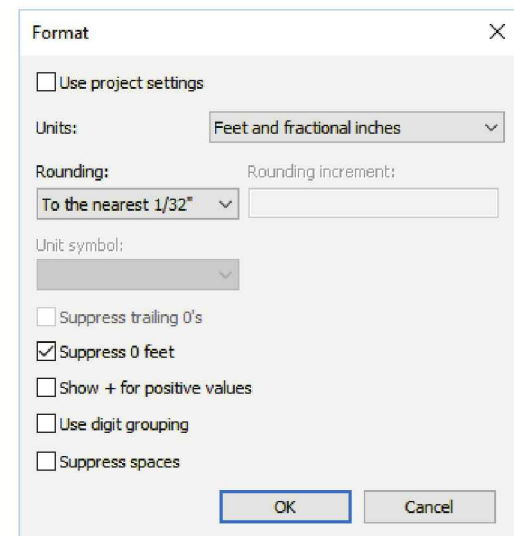 Format
Use project settings
Units: Feet and fractional inches
Rounding: Rounding increment:
To the nearest 1/32"
Unit symbol:
Suppress trailing 0's
Suppress 0 feet
Show + for positive values
Use digit grouping
Suppress spaces
OK Cancel